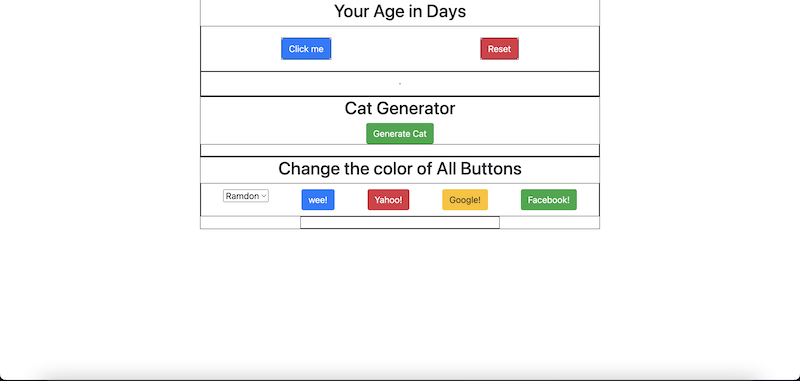 Your Age in Days
Click me Reset
Cat Generator
Generate Cat
Change the color of All Buttons
Ramdon wee! Yahoo! Google! Facebook!